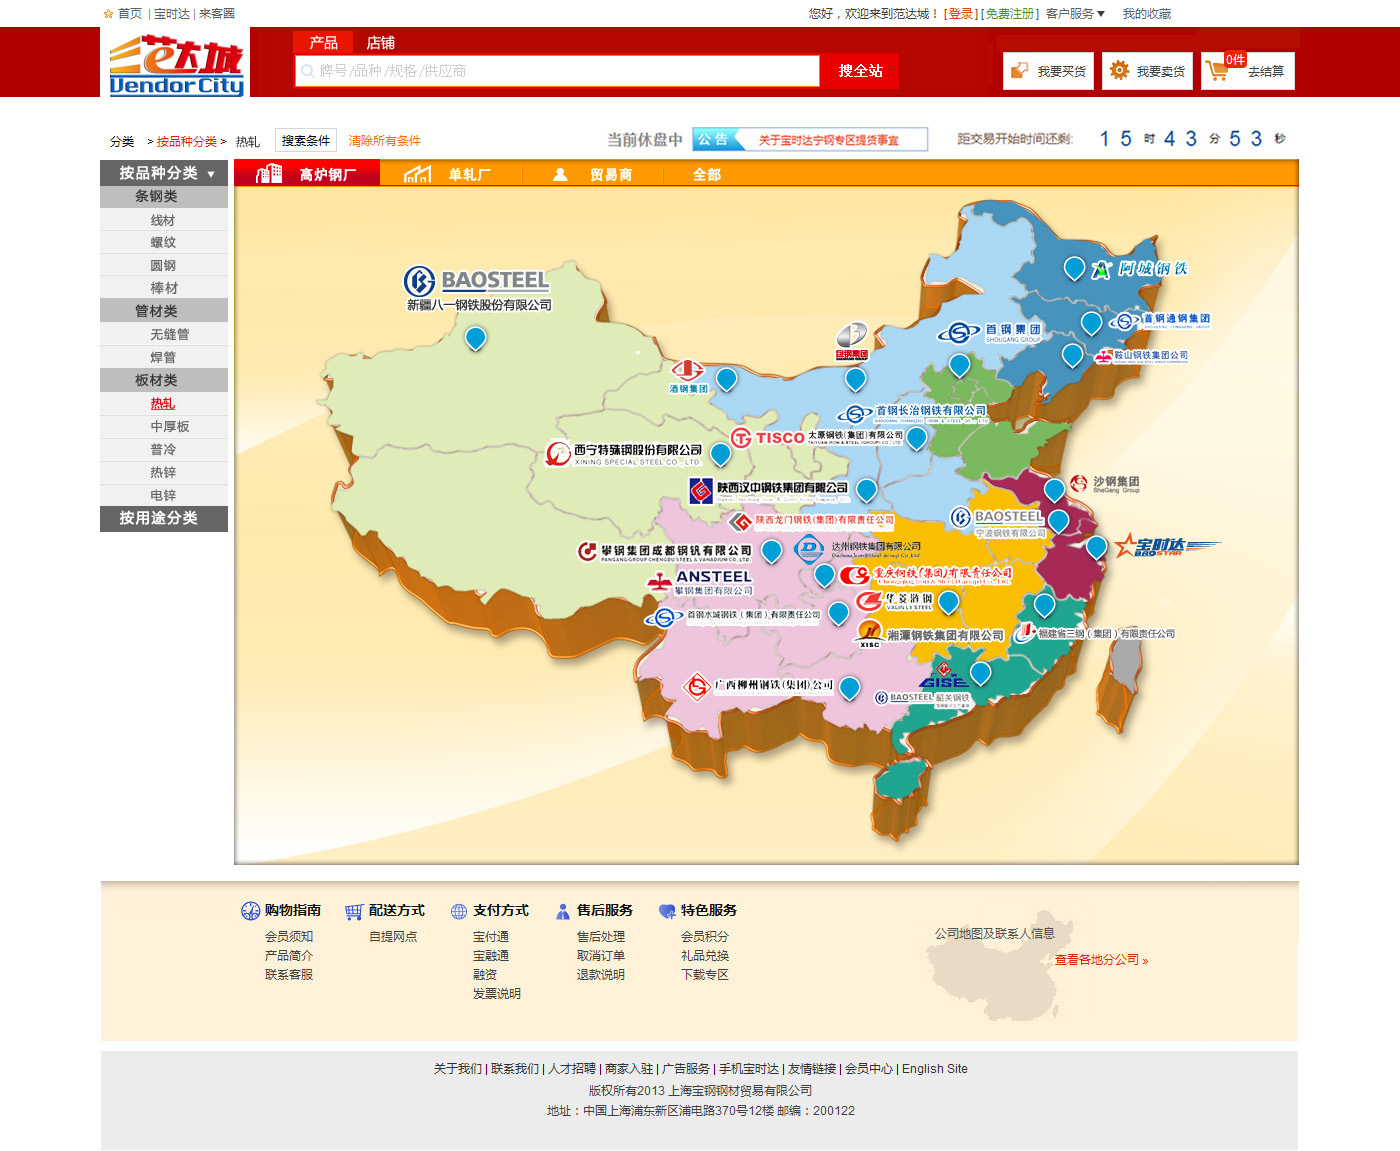 首页 | 宝时达 | 来客圈
您好，欢迎来到范达城！ [登录] [免费注册] 客户服务 我的收藏
范达城
VendorCity
产品 店铺
牌号/品种/规格/供应商
搜全站
我要买货
我要卖货
0件
去结算
分类 > 按品种分类 > 热轧 搜索条件 清除所有条件
当前休盘中 公告 关于宝时达宁钢专区提货事宜
距交易开始时间还剩: 15 时 43 分 53 秒
按品种分类
条钢类
线材
螺纹
圆钢
棒材
管材类
无缝管
焊管
板材类
热轧
中厚板
普冷
热锌
电锌
按用途分类
高炉钢厂 单轧厂 贸易商 全部
BAOSTEEL
新疆八一钢铁股份有限公司
阿城钢铁
首钢通钢集团
首钢集团
SHOUGANG GROUP
包钢集团
鞍山钢铁集团公司
酒钢集团
首钢长治钢铁有限公司
TISCO 太原钢铁(集团)有限公司
西宁特殊钢股份有限公司
XINING SPECIAL STEEL CO.,LTD.
陕西汉中钢铁集团有限公司
沙钢集团
ShaGang Group
BAOSTEEL
宁波钢铁有限公司
陕西龙门钢铁(集团)有限责任公司
宝时达
BAOSTAR
攀钢集团成都钢钒有限公司
PANGANG GROUP CHENGDU STEEL & VANADIUM CO.,LTD.
达州钢铁集团有限公司
ANSTEEL
攀钢集团有限公司
重庆钢铁(集团)有限责任公司
华菱涟钢
VALIN LY STEEL
首钢水城钢铁（集团）有限责任公司
XISC
湘潭钢铁集团有限公司
福建省三钢（集团）有限责任公司
广西柳州钢铁(集团)公司
GISE
BAOSTEEL 韶关钢铁
购物指南
会员须知
产品简介
联系客服
配送方式
自提网点
支付方式
宝付通
宝融通
融资
发票说明
售后服务
售后处理
取消订单
退款说明
特色服务
会员积分
礼品兑换
下载专区
公司地图及联系人信息
查看各地分公司 »
关于我们 | 联系我们 | 人才招聘 | 商家入驻 | 广告服务 | 手机宝时达 | 友情链接 | 会员中心 | English Site
版权所有2013 上海宝钢钢材贸易有限公司
地址：中国上海浦东新区浦电路370号12楼 邮编：200122